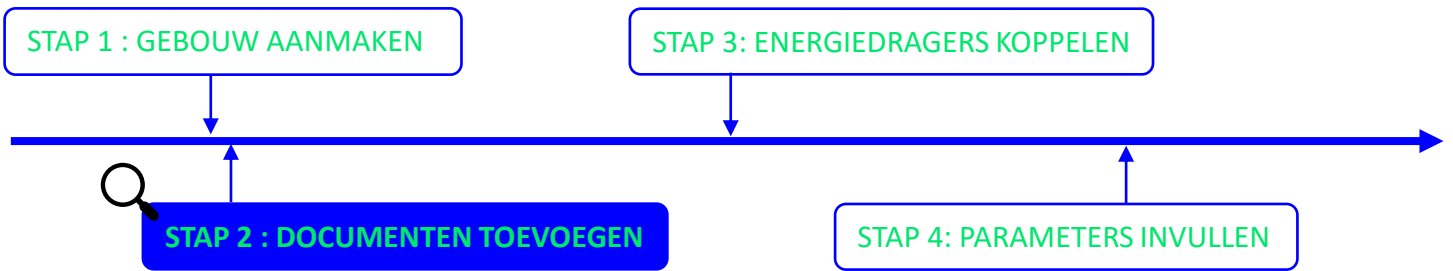 STAP 1 : GEBOUW AANMAKEN
STAP 3: ENERGIEDRAGERS KOPPELEN
STAP 2 : DOCUMENTEN TOEVOEGEN
STAP 4: PARAMETERS INVULLEN